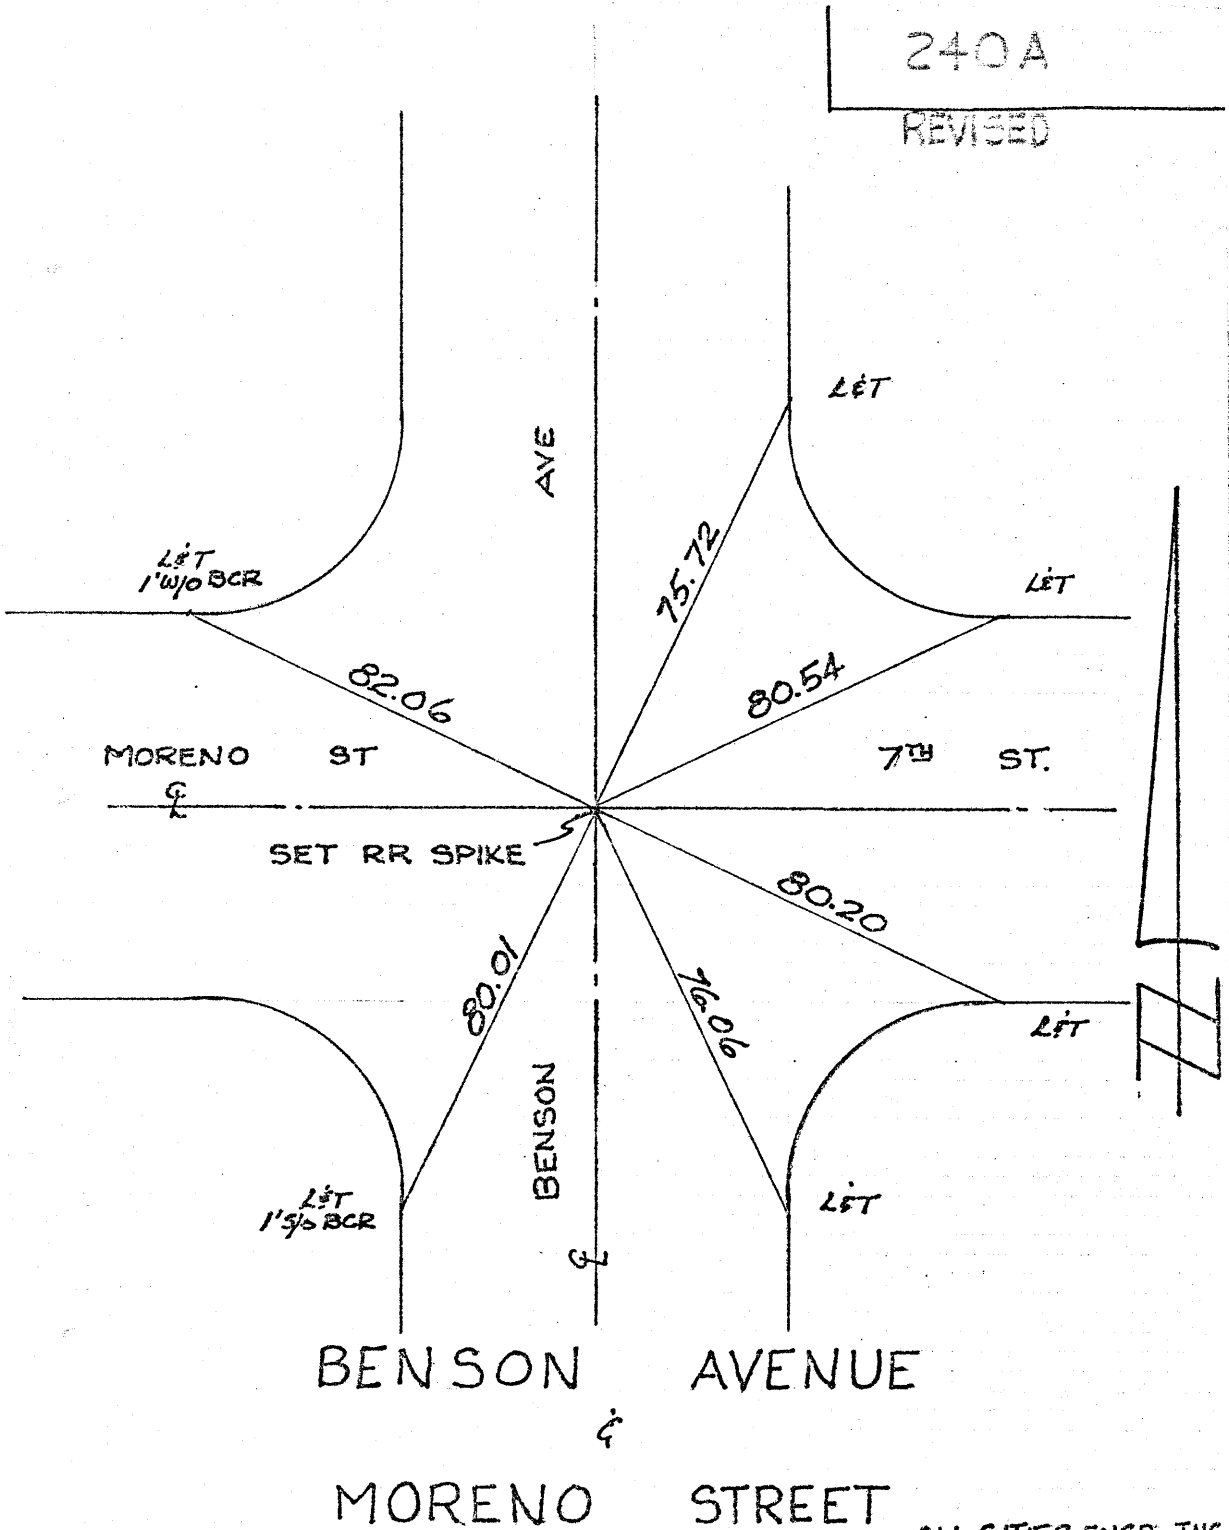 240A
REVISED
L&T
AVE
75.72
L&T
1' W/O BCR
L&T
82.06
80.54
MORENO ST
7TH ST.
℄
SET RR SPIKE
80.20
80.01
76.06
L&T
BENSON
L&T
1' S/O BCR
L&T
℄
N
BENSON AVENUE
&
MORENO STREET